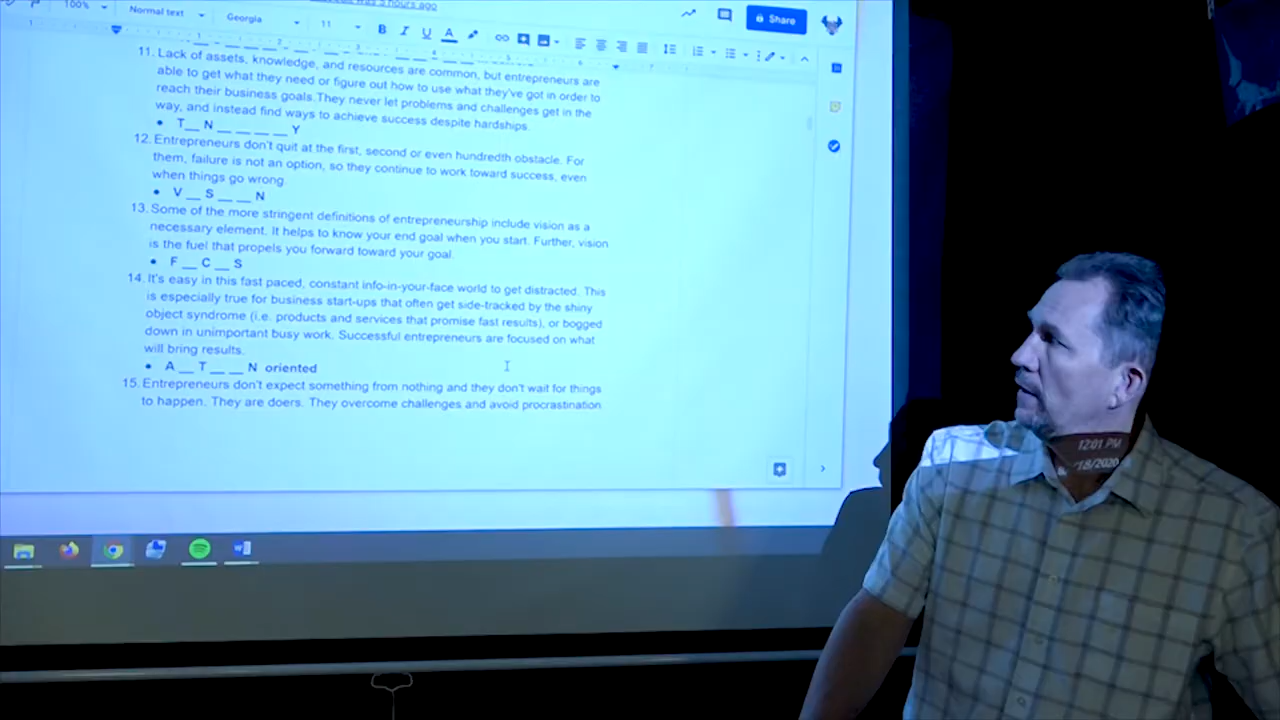 100%
Normal text
Georgia
11
B I U A
Share
11. Lack of assets, knowledge, and resources are common, but entrepreneurs are
able to get what they need or figure out how to use what they've got in order to
reach their business goals.They never let problems and challenges get in the
way, and instead find ways to achieve success despite hardships.
• T__ N __ __ __ __ Y
12. Entrepreneurs don't quit at the first, second or even hundredth obstacle. For
them, failure is not an option, so they continue to work toward success, even
when things go wrong.
• V __ S __ __ N
13. Some of the more stringent definitions of entrepreneurship include vision as a
necessary element. It helps to know your end goal when you start. Further, vision
is the fuel that propels you forward toward your goal.
• F __ C __ S
14. It's easy in this fast paced, constant info-in-your-face world to get distracted. This
is especially true for business start-ups that often get side-tracked by the shiny
object syndrome (i.e. products and services that promise fast results), or bogged
down in unimportant busy work. Successful entrepreneurs are focused on what
will bring results.
• A __ T __ __ N oriented
15. Entrepreneurs don't expect something from nothing and they don't wait for things
to happen. They are doers. They overcome challenges and avoid procrastination
12:01 PM
18/2020